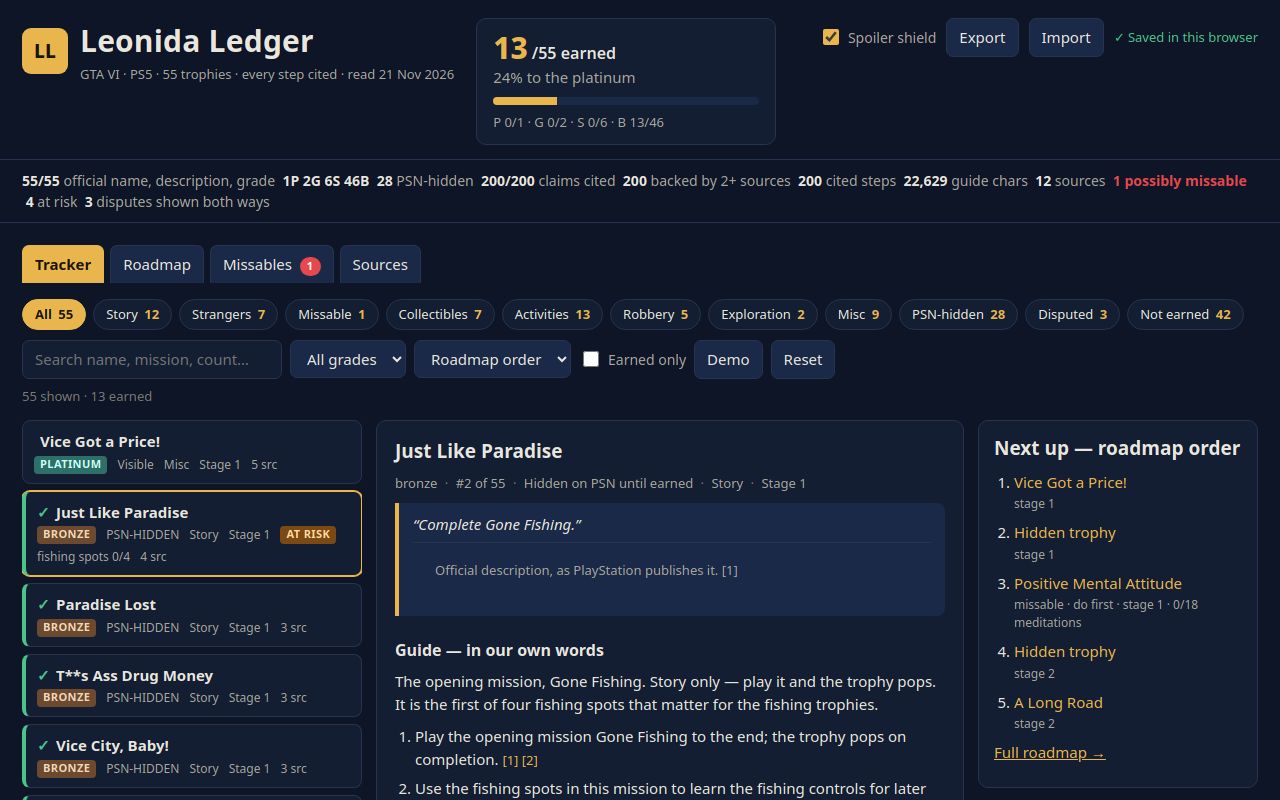 LL
Leonida Ledger
GTA VI · PS5 · 55 trophies · every step cited · read 21 Nov 2026
13 /55 earned
24% to the platinum
P 0/1 · G 0/2 · S 0/6 · B 13/46
Spoiler shield
Export
Import
✓ Saved in this browser
55/55 official name, description, grade 1P 2G 6S 46B 28 PSN-hidden 200/200 claims cited 200 backed by 2+ sources 200 cited steps 22,629 guide chars 12 sources 1 possibly missable
4 at risk 3 disputes shown both ways
Tracker
Roadmap
Missables 1
Sources
All 55
Story 12
Strangers 7
Missable 1
Collectibles 7
Activities 13
Robbery 5
Exploration 2
Misc 9
PSN-hidden 28
Disputed 3
Not earned 42
Search name, mission, count...
All grades
Roadmap order
Earned only
Demo
Reset
55 shown · 13 earned
Vice Got a Price!
PLATINUM Visible Misc Stage 1 5 src
✓ Just Like Paradise
BRONZE PSN-HIDDEN Story Stage 1 AT RISK
fishing spots 0/4 4 src
✓ Paradise Lost
BRONZE PSN-HIDDEN Story Stage 1 3 src
✓ T**s Ass Drug Money
BRONZE PSN-HIDDEN Story Stage 1 3 src
✓ Vice City, Baby!
BRONZE PSN-HIDDEN Story Stage 1 3 src
Just Like Paradise
bronze · #2 of 55 · Hidden on PSN until earned · Story · Stage 1
“Complete Gone Fishing.”
Official description, as PlayStation publishes it. [1]
Guide — in our own words
The opening mission, Gone Fishing. Story only — play it and the trophy pops.
It is the first of four fishing spots that matter for the fishing trophies.
1. Play the opening mission Gone Fishing to the end; the trophy pops on
completion. [1] [2]
2. Use the fishing spots in this mission to learn the fishing controls for later
Next up — roadmap order
1. Vice Got a Price!
stage 1
2. Hidden trophy
stage 1
3. Positive Mental Attitude
missable · do first · stage 1 · 0/18
meditations
4. Hidden trophy
stage 2
5. A Long Road
stage 2
Full roadmap →